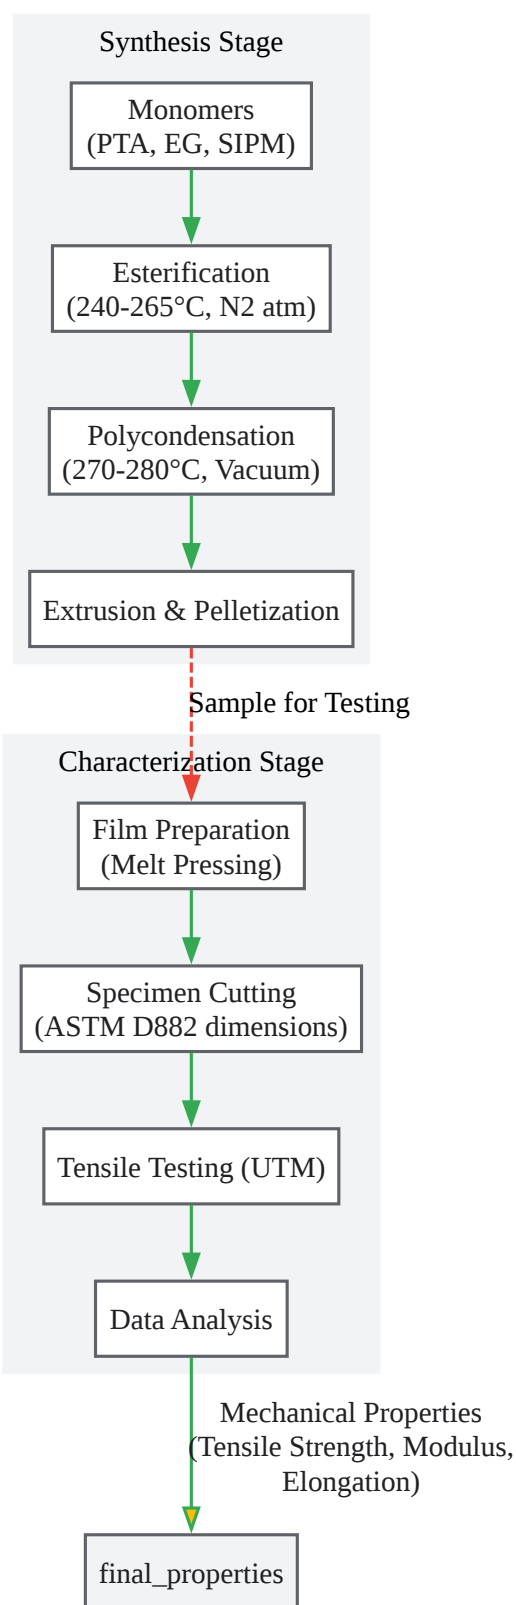 Synthesis Stage
Monomers
(PTA, EG, SIPM)
Esterification
(240-265°C, N2 atm)
Polycondensation
(270-280°C, Vacuum)
Extrusion & Pelletization
Sample for Testing
Characterization Stage
Film Preparation
(Melt Pressing)
Specimen Cutting
(ASTM D882 dimensions)
Tensile Testing (UTM)
Data Analysis
Mechanical Properties
(Tensile Strength, Modulus,
Elongation)
final_properties